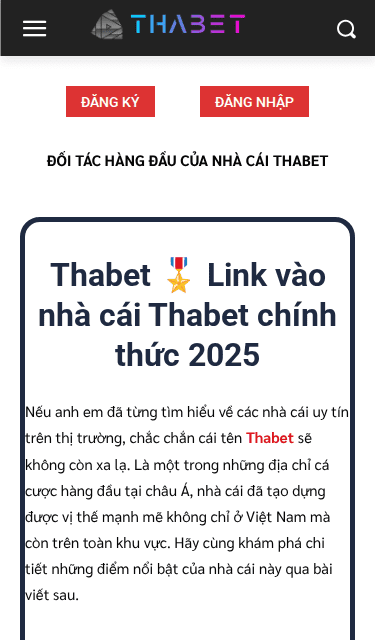 THABET
ĐĂNG KÝ
ĐĂNG NHẬP
ĐỐI TÁC HÀNG ĐẦU CỦA NHÀ CÁI THABET
Thabet 🎖️ Link vào
nhà cái Thabet chính
thức 2025
Nếu anh em đã từng tìm hiểu về các nhà cái uy tín
trên thị trường, chắc chắn cái tên Thabet sẽ
không còn xa lạ. Là một trong những địa chỉ cá
cược hàng đầu tại châu Á, nhà cái đã tạo dựng
được vị thế mạnh mẽ không chỉ ở Việt Nam mà
còn trên toàn khu vực. Hãy cùng khám phá chi
tiết những điểm nổi bật của nhà cái này qua bài
viết sau.